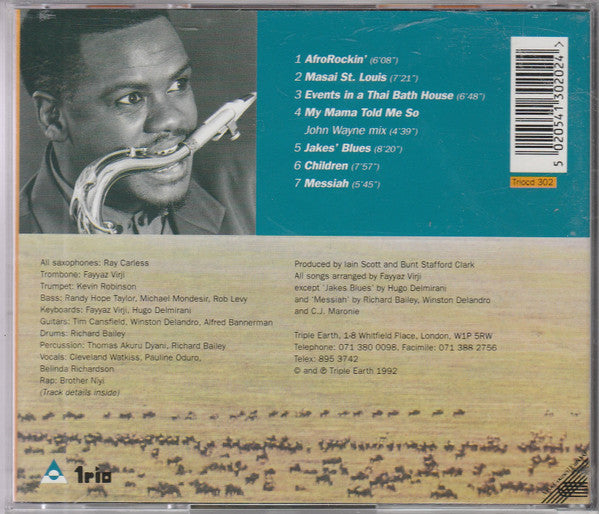 1 AfroRockin' (6'08")
2 Masai St. Louis (7'21")
3 Events in a Thai Bath House (6'48")
4 My Mama Told Me So
John Wayne mix (4'39")
5 Jakes' Blues (8'20")
6 Children (7'57")
7 Messiah (5'45")
5 020541 302024 >
Triocd 302
All saxophones: Ray Carless
Trombone: Fayyaz Virji
Trumpet: Kevin Robinson
Bass: Randy Hope Taylor, Michael Mondesir, Rob Levy
Keyboards: Fayyaz Virji, Hugo Delmirani
Guitars: Tim Cansfield, Winston Delandro, Alfred Bannerman
Drums: Richard Bailey
Percussion: Thomas Akuru Dyani, Richard Bailey
Vocals: Cleveland Watkiss, Pauline Oduro,
Belinda Richardson
Rap: Brother Niyi
(Track details inside)
Produced by Iain Scott and Bunt Stafford Clark
All songs arranged by Fayyaz Virji
except 'Jakes Blues' by Hugo Delmirani
and 'Messiah' by Richard Bailey, Winston Delandro
and C.J. Maronie
Triple Earth, 1-8 Whitfield Place, London, W1P 5RW
Telephone: 071 380 0098. Facsimile: 071 388 2756
Telex: 895 3742
℗ and © Triple Earth 1992
1rio